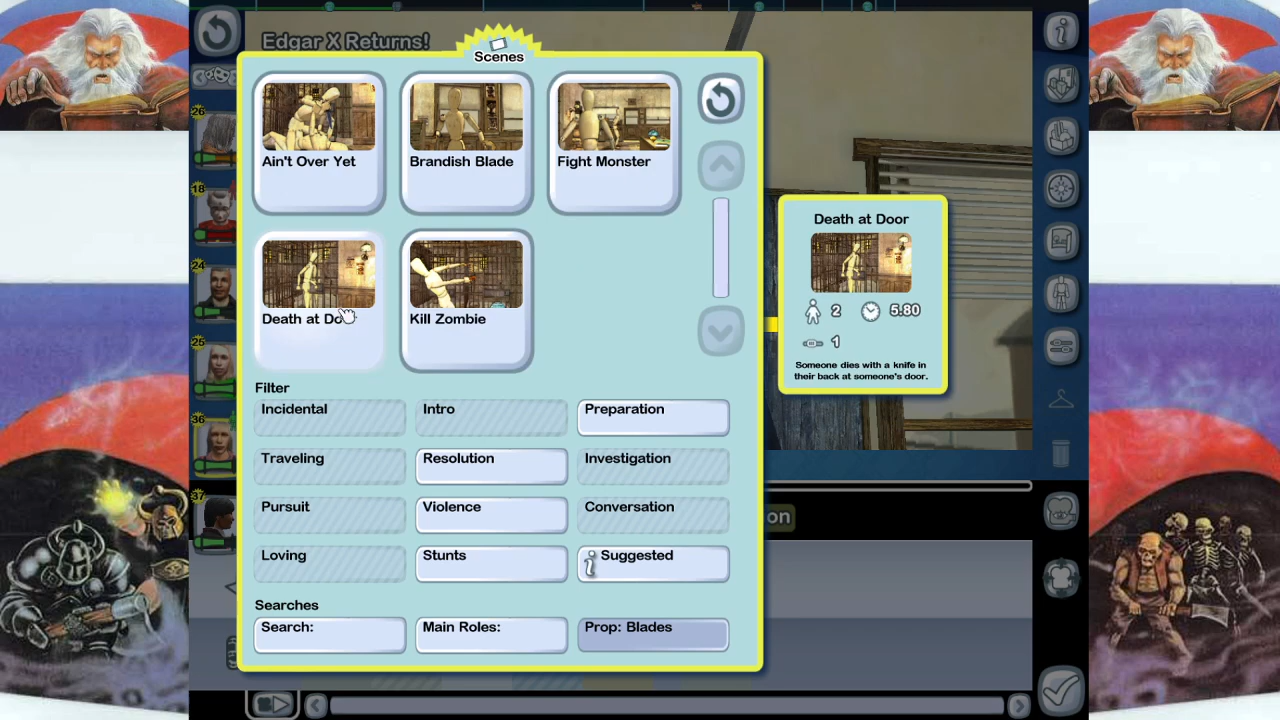 Edgar X Returns!
Scenes
Ain't Over Yet
Brandish Blade
Fight Monster
Death at Do
Kill Zombie
Death at Door
2
5.80
1
Someone dies with a knife in
their back at someone's door.
Filter
Incidental
Intro
Preparation
Traveling
Resolution
Investigation
Pursuit
Violence
Conversation
Loving
Stunts
Suggested
Searches
Search:
Main Roles:
Prop: Blades
on
26
18
24
25
36
37